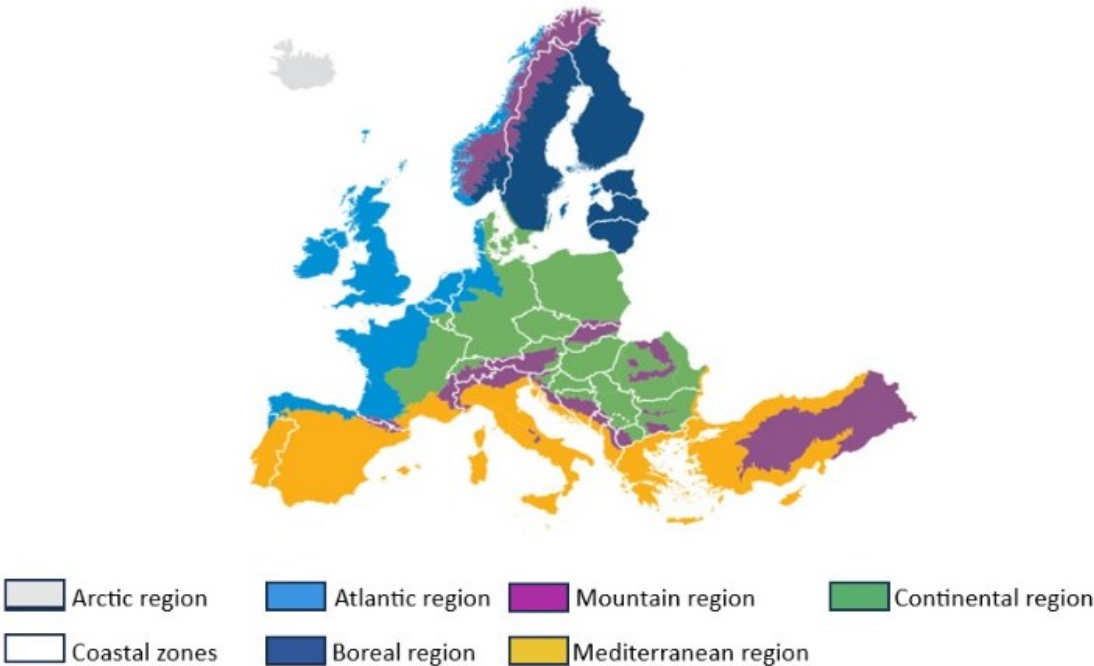 Arctic region Atlantic region Mountain region Continental region
Coastal zones Boreal region Mediterranean region